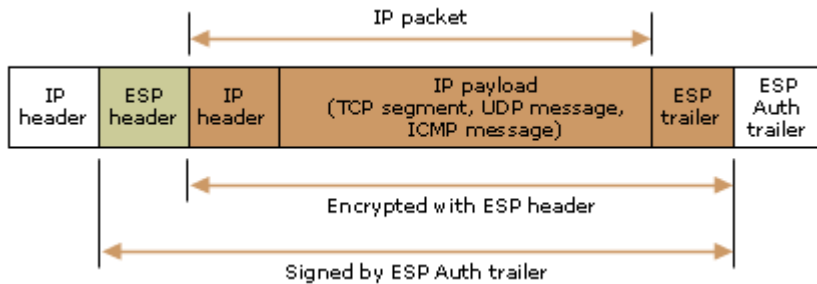 IP packet
IP
header
ESP
header
IP
header
IP payload
(TCP segment, UDP message,
ICMP message)
ESP
trailer
ESP
Auth
trailer
Encrypted with ESP header
Signed by ESP Auth trailer